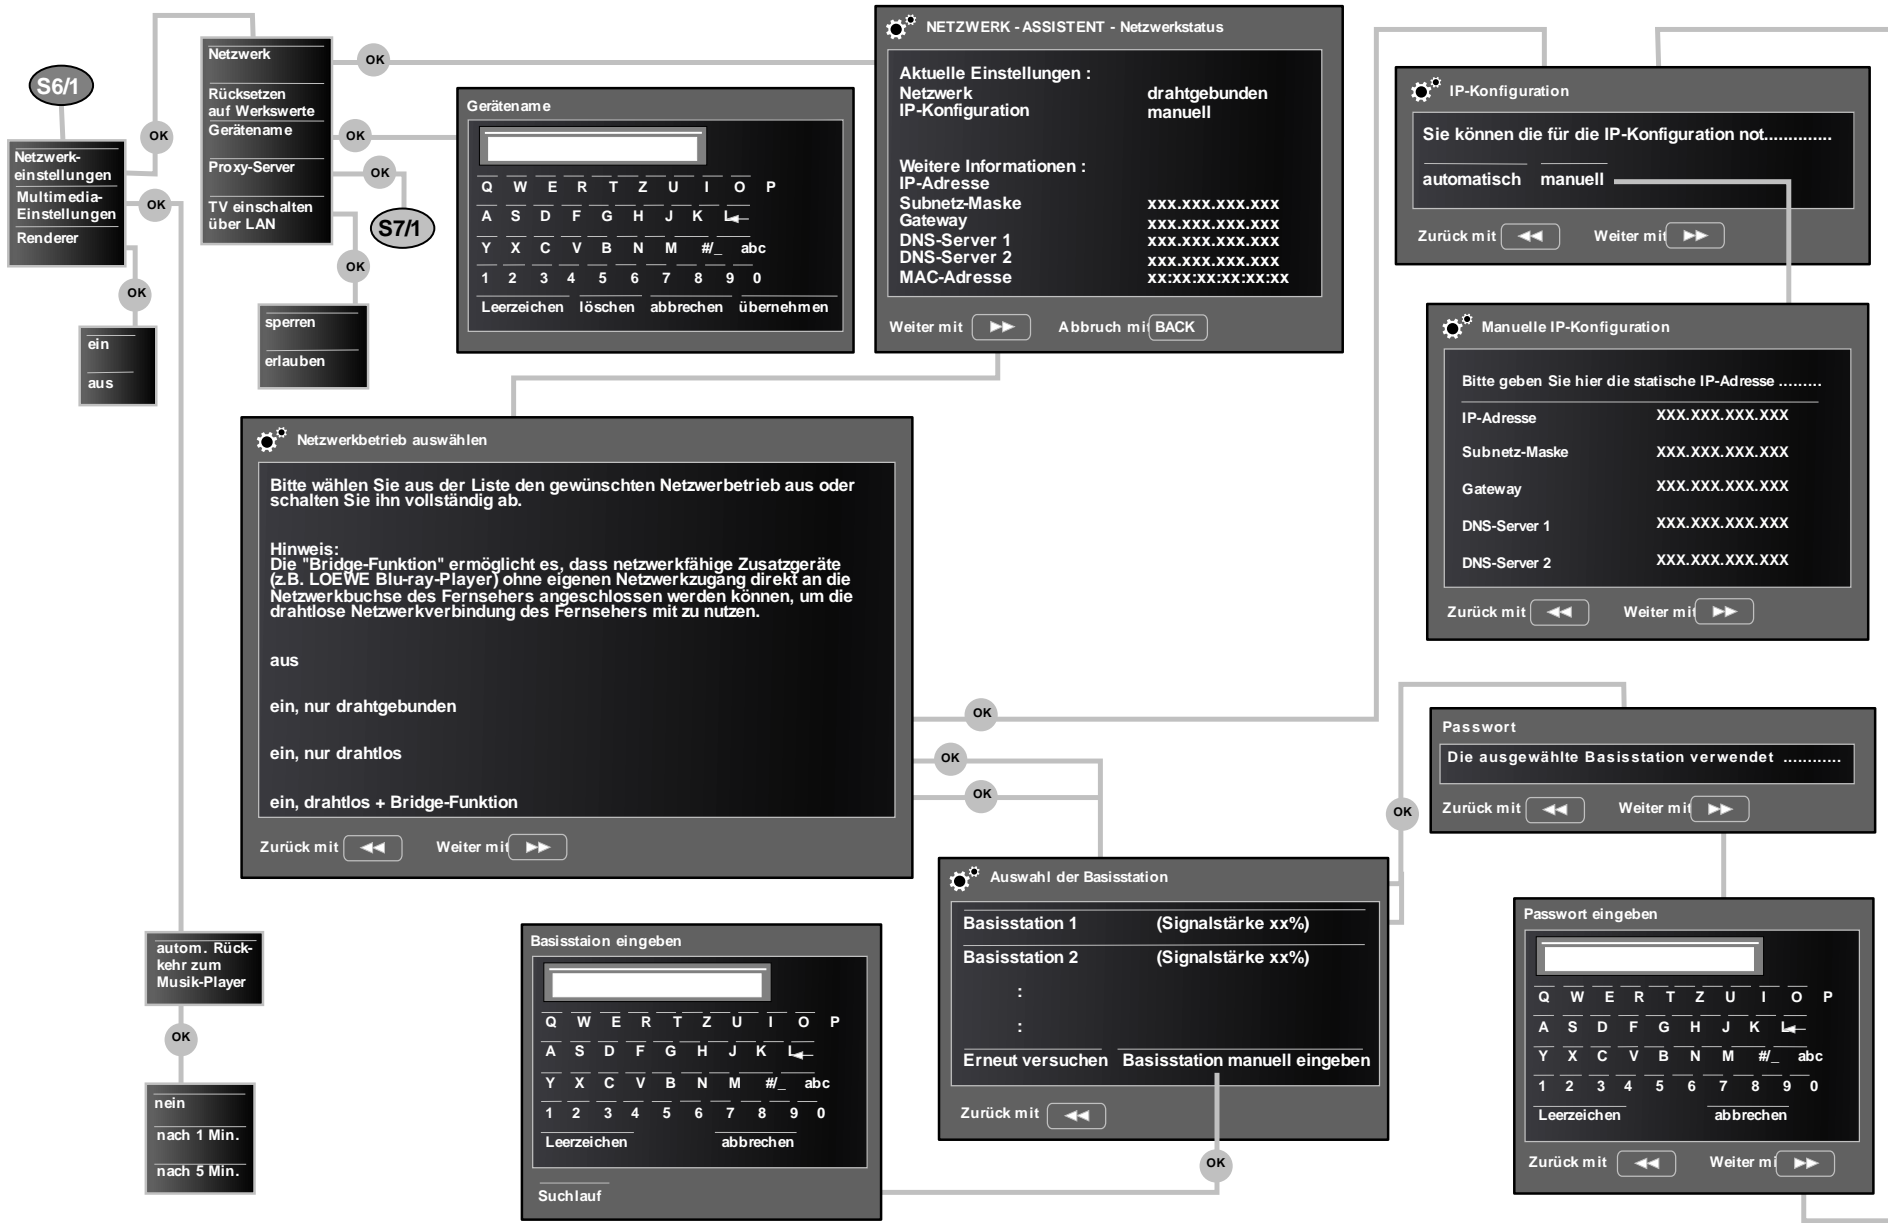 S6/1
OK
Netzwerk-
einstellungen
Multimedia-
Einstellungen
Renderer
OK
OK
ein
aus
Netzwerk
Rücksetzen
auf Werkswerte
Gerätename
Proxy-Server
TV einschalten
über LAN
OK
OK
OK
S7/1
OK
sperren
erlauben
Gerätename
Q W E R T Z U I O P
A S D F G H J K L
Y X C V B N M #/_ abc
1 2 3 4 5 6 7 8 9 0
Leerzeichen löschen abbrechen übernehmen
NETZWERK - ASSISTENT - Netzwerkstatus
Aktuelle Einstellungen :
Netzwerk drahtgebunden
IP-Konfiguration manuell
Weitere Informationen :
IP-Adresse
Subnetz-Maske xxx.xxx.xxx.xxx
Gateway xxx.xxx.xxx.xxx
DNS-Server 1 xxx.xxx.xxx.xxx
DNS-Server 2 xxx.xxx.xxx.xxx
MAC-Adresse xx:xx:xx:xx:xx:xx
Weiter mit Abbruch mit BACK
IP-Konfiguration
Sie können die für die IP-Konfiguration not..............
automatisch manuell
Zurück mit Weiter mit
Manuelle IP-Konfiguration
Bitte geben Sie hier die statische IP-Adresse .........
IP-Adresse XXX.XXX.XXX.XXX
Subnetz-Maske XXX.XXX.XXX.XXX
Gateway XXX.XXX.XXX.XXX
DNS-Server 1 XXX.XXX.XXX.XXX
DNS-Server 2 XXX.XXX.XXX.XXX
Zurück mit Weiter mit
Netzwerkbetrieb auswählen
Bitte wählen Sie aus der Liste den gewünschten Netzwerbetrieb aus oder
schalten Sie ihn vollständig ab.
Hinweis:
Die "Bridge-Funktion" ermöglicht es, dass netzwerkfähige Zusatzgeräte
(z.B. LOEWE Blu-ray-Player) ohne eigenen Netzwerkzugang direkt an die
Netzwerkbuchse des Fernsehers angeschlossen werden können, um die
drahtlose Netzwerkverbindung des Fernsehers mit zu nutzen.
aus
ein, nur drahtgebunden
ein, nur drahtlos
ein, drahtlos + Bridge-Funktion
Zurück mit Weiter mit
OK
OK
OK
OK
Passwort
Die ausgewählte Basisstation verwendet ............
Zurück mit Weiter mit
Auswahl der Basisstation
Basisstation 1 (Signalstärke xx%)
Basisstation 2 (Signalstärke xx%)
:
:
Erneut versuchen Basisstation manuell eingeben
Zurück mit
OK
Basisstaion eingeben
Q W E R T Z U I O P
A S D F G H J K L
Y X C V B N M #/_ abc
1 2 3 4 5 6 7 8 9 0
Leerzeichen abbrechen
Suchlauf
Passwort eingeben
Q W E R T Z U I O P
A S D F G H J K L
Y X C V B N M #/_ abc
1 2 3 4 5 6 7 8 9 0
Leerzeichen abbrechen
Zurück mit Weiter mi
autom. Rück-
kehr zum
Musik-Player
OK
nein
nach 1 Min.
nach 5 Min.